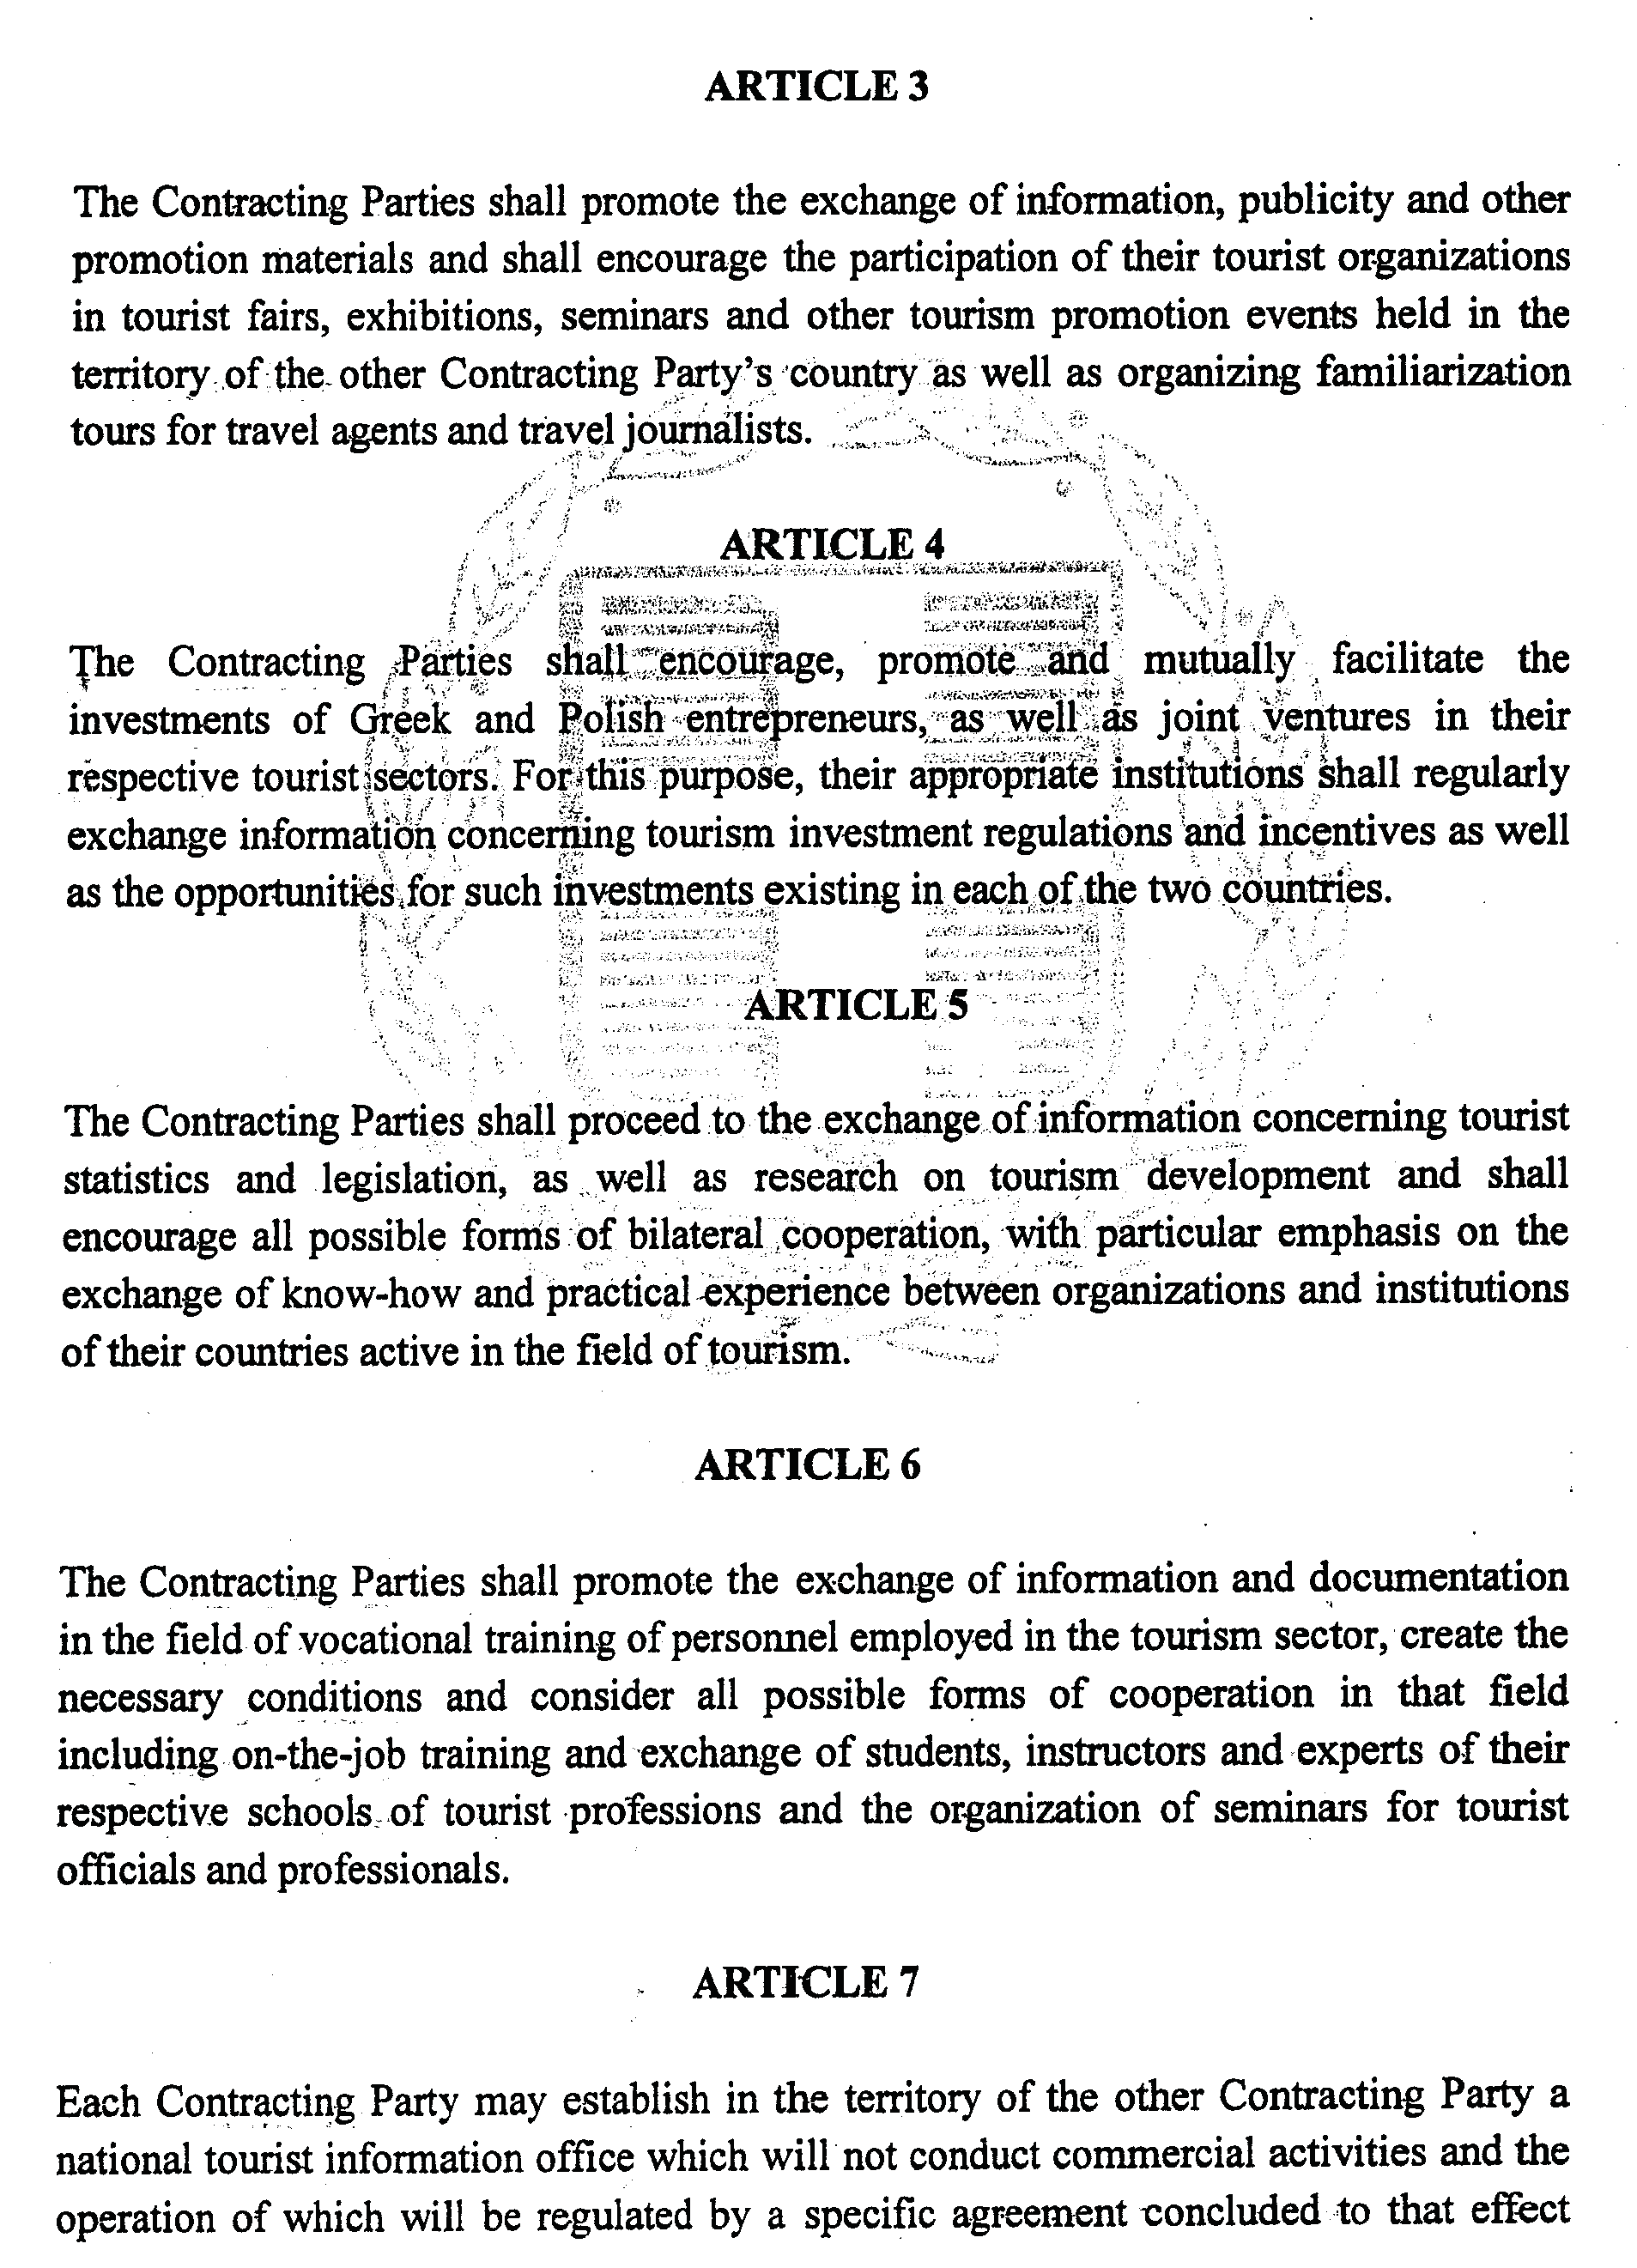 ARTICLE 3
The Contracting Parties shall promote the exchange of information, publicity and other
promotion materials and shall encourage the participation of their tourist organizations
in tourist fairs, exhibitions, seminars and other tourism promotion events held in the
territory of the other Contracting Party's country as well as organizing familiarization
tours for travel agents and travel journalists.
ARTICLE 4
The Contracting Parties shall encourage, promote and mutually facilitate the
investments of Greek and Polish entrepreneurs, as well as joint ventures in their
respective tourist sectors. For this purpose, their appropriate institutions shall regularly
exchange information concerning tourism investment regulations and incentives as well
as the opportunities for such investments existing in each of the two countries.
ARTICLE 5
The Contracting Parties shall proceed to the exchange of information concerning tourist
statistics and legislation, as well as research on tourism development and shall
encourage all possible forms of bilateral cooperation, with particular emphasis on the
exchange of know-how and practical experience between organizations and institutions
of their countries active in the field of tourism.
ARTICLE 6
The Contracting Parties shall promote the exchange of information and documentation
in the field of vocational training of personnel employed in the tourism sector, create the
necessary conditions and consider all possible forms of cooperation in that field
including on-the-job training and exchange of students, instructors and experts of their
respective schools of tourist professions and the organization of seminars for tourist
officials and professionals.
ARTICLE 7
Each Contracting Party may establish in the territory of the other Contracting Party a
national tourist information office which will not conduct commercial activities and the
operation of which will be regulated by a specific agreement concluded to that effect